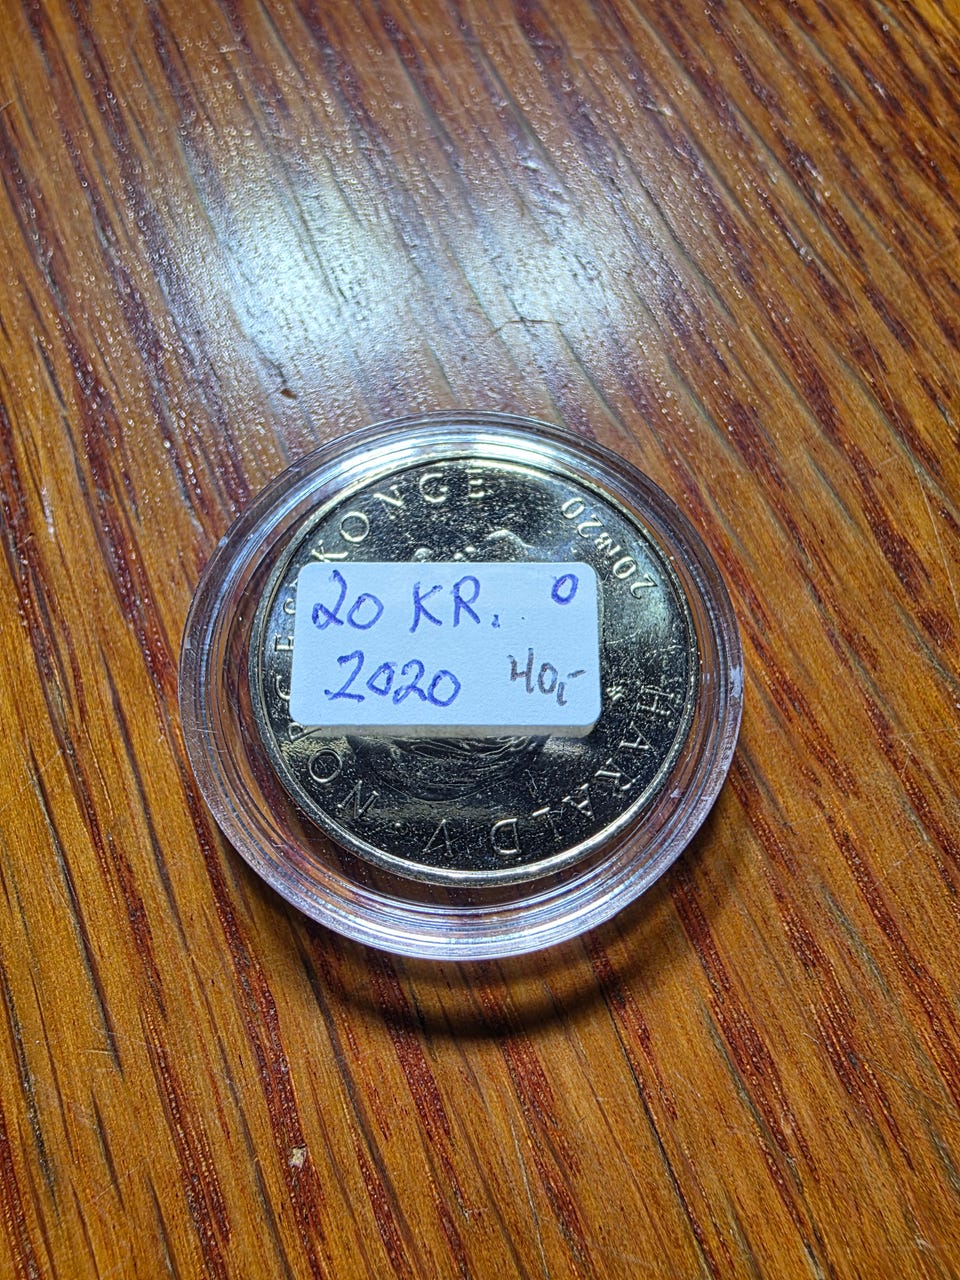 20 KR. 0
2020 40,-
HARALD V · NORGES KONGE
20 20